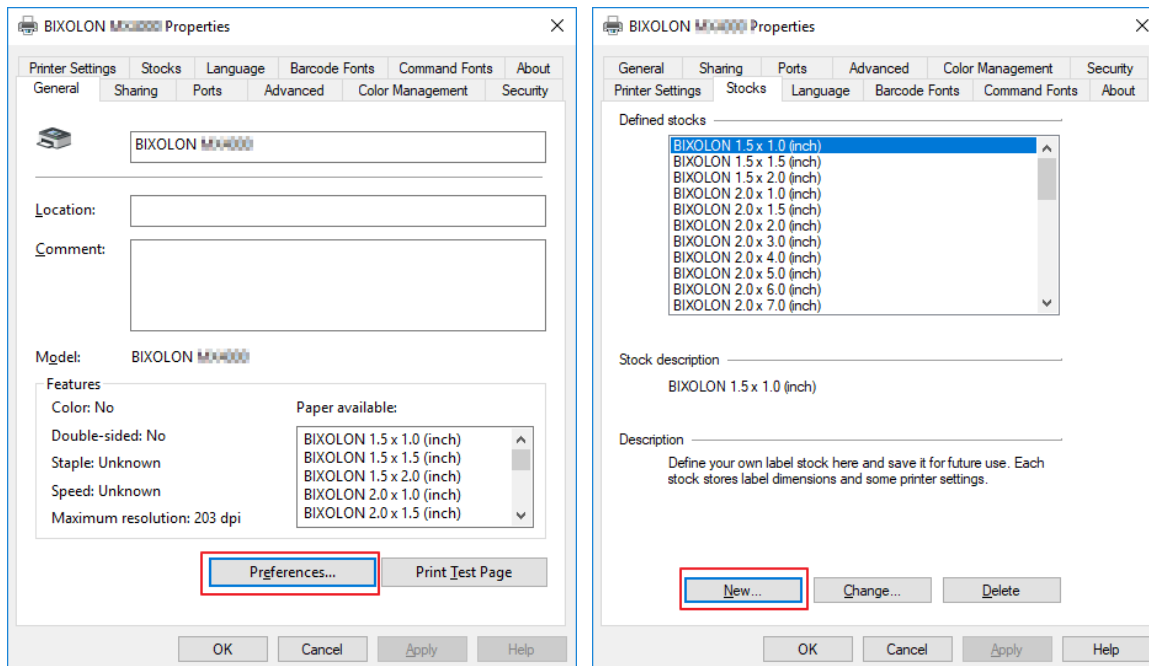 BIXOLON Properties
Printer Settings Stocks Language Barcode Fonts Command Fonts About
General Sharing Ports Advanced Color Management Security
BIXOLON
Location:
Comment:
Model: BIXOLON
Features
Color: No
Double-sided: No
Staple: Unknown
Speed: Unknown
Maximum resolution: 203 dpi
Paper available:
BIXOLON 1.5 x 1.0 (inch)
BIXOLON 1.5 x 1.5 (inch)
BIXOLON 1.5 x 2.0 (inch)
BIXOLON 2.0 x 1.0 (inch)
BIXOLON 2.0 x 1.5 (inch)
Preferences... Print Test Page
OK Cancel Apply Help
BIXOLON Properties
General Sharing Ports Advanced Color Management Security
Printer Settings Stocks Language Barcode Fonts Command Fonts About
Defined stocks
BIXOLON 1.5 x 1.0 (inch)
BIXOLON 1.5 x 1.5 (inch)
BIXOLON 1.5 x 2.0 (inch)
BIXOLON 2.0 x 1.0 (inch)
BIXOLON 2.0 x 1.5 (inch)
BIXOLON 2.0 x 2.0 (inch)
BIXOLON 2.0 x 3.0 (inch)
BIXOLON 2.0 x 4.0 (inch)
BIXOLON 2.0 x 5.0 (inch)
BIXOLON 2.0 x 6.0 (inch)
BIXOLON 2.0 x 7.0 (inch)
Stock description
BIXOLON 1.5 x 1.0 (inch)
Description
Define your own label stock here and save it for future use. Each
stock stores label dimensions and some printer settings.
New... Change... Delete
OK Cancel Apply Help